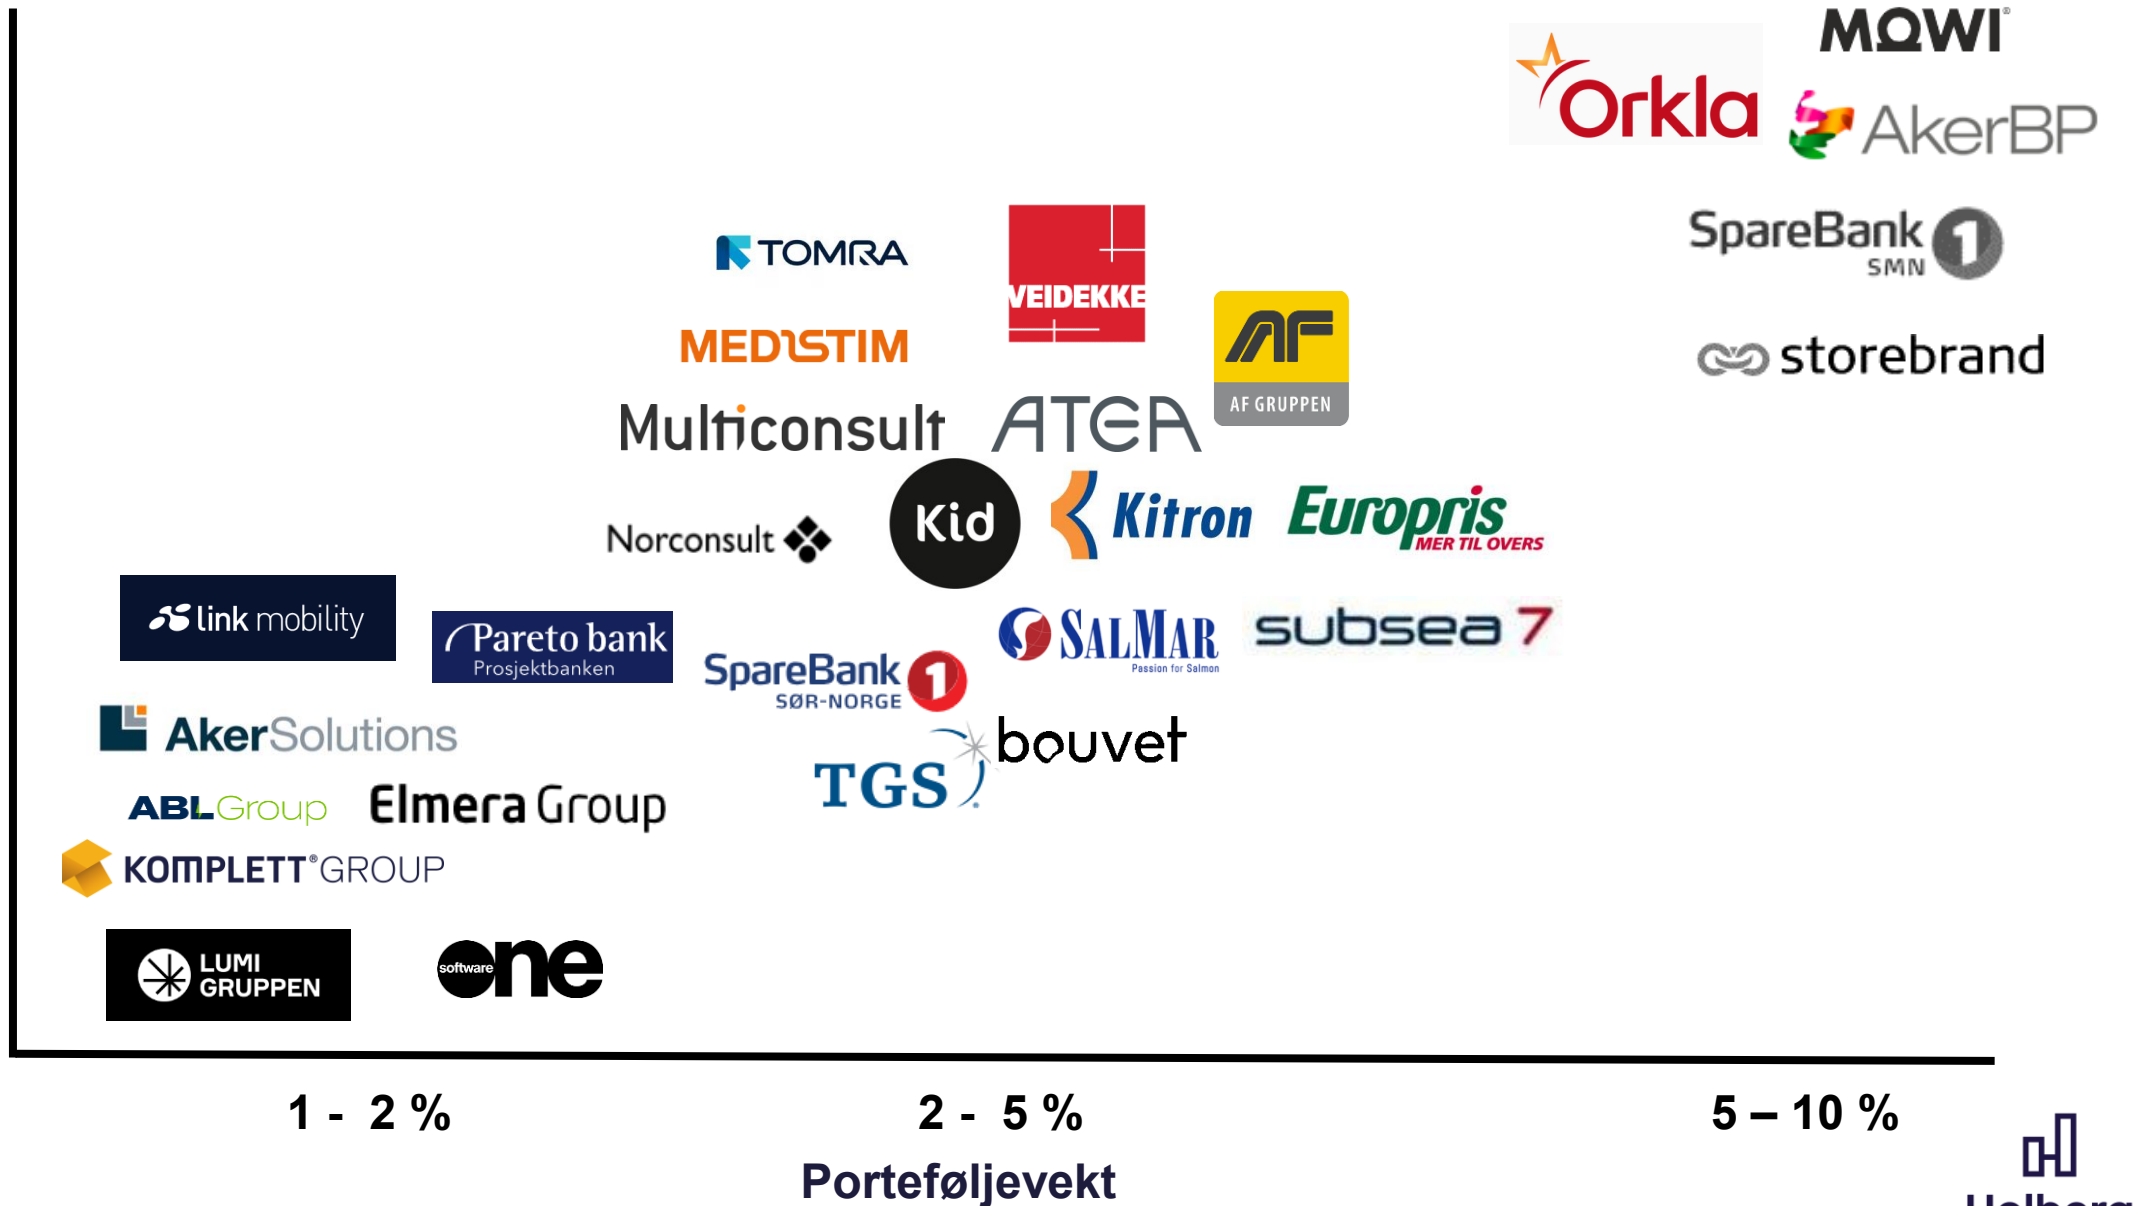 MOWI®
Orkla
AkerBP
SpareBank 1
SMN
storebrand
TOMRA
VEIDEKKE
MEDISTIM
AF
AF GRUPPEN
Multiconsult
ATEA
Kid
Kitron
Europris
MER TIL OVERS
Norconsult
link mobility
Pareto bank
Prosjektbanken
SpareBank 1
SØR-NORGE
SALMAR
Passion for Salmon
subsea 7
AkerSolutions
TGS
bouvet
ABL Group
Elmera Group
KOMPLETT® GROUP
LUMI
GRUPPEN
software one
1 - 2 %
2 - 5 %
5 – 10 %
Porteføljevekt